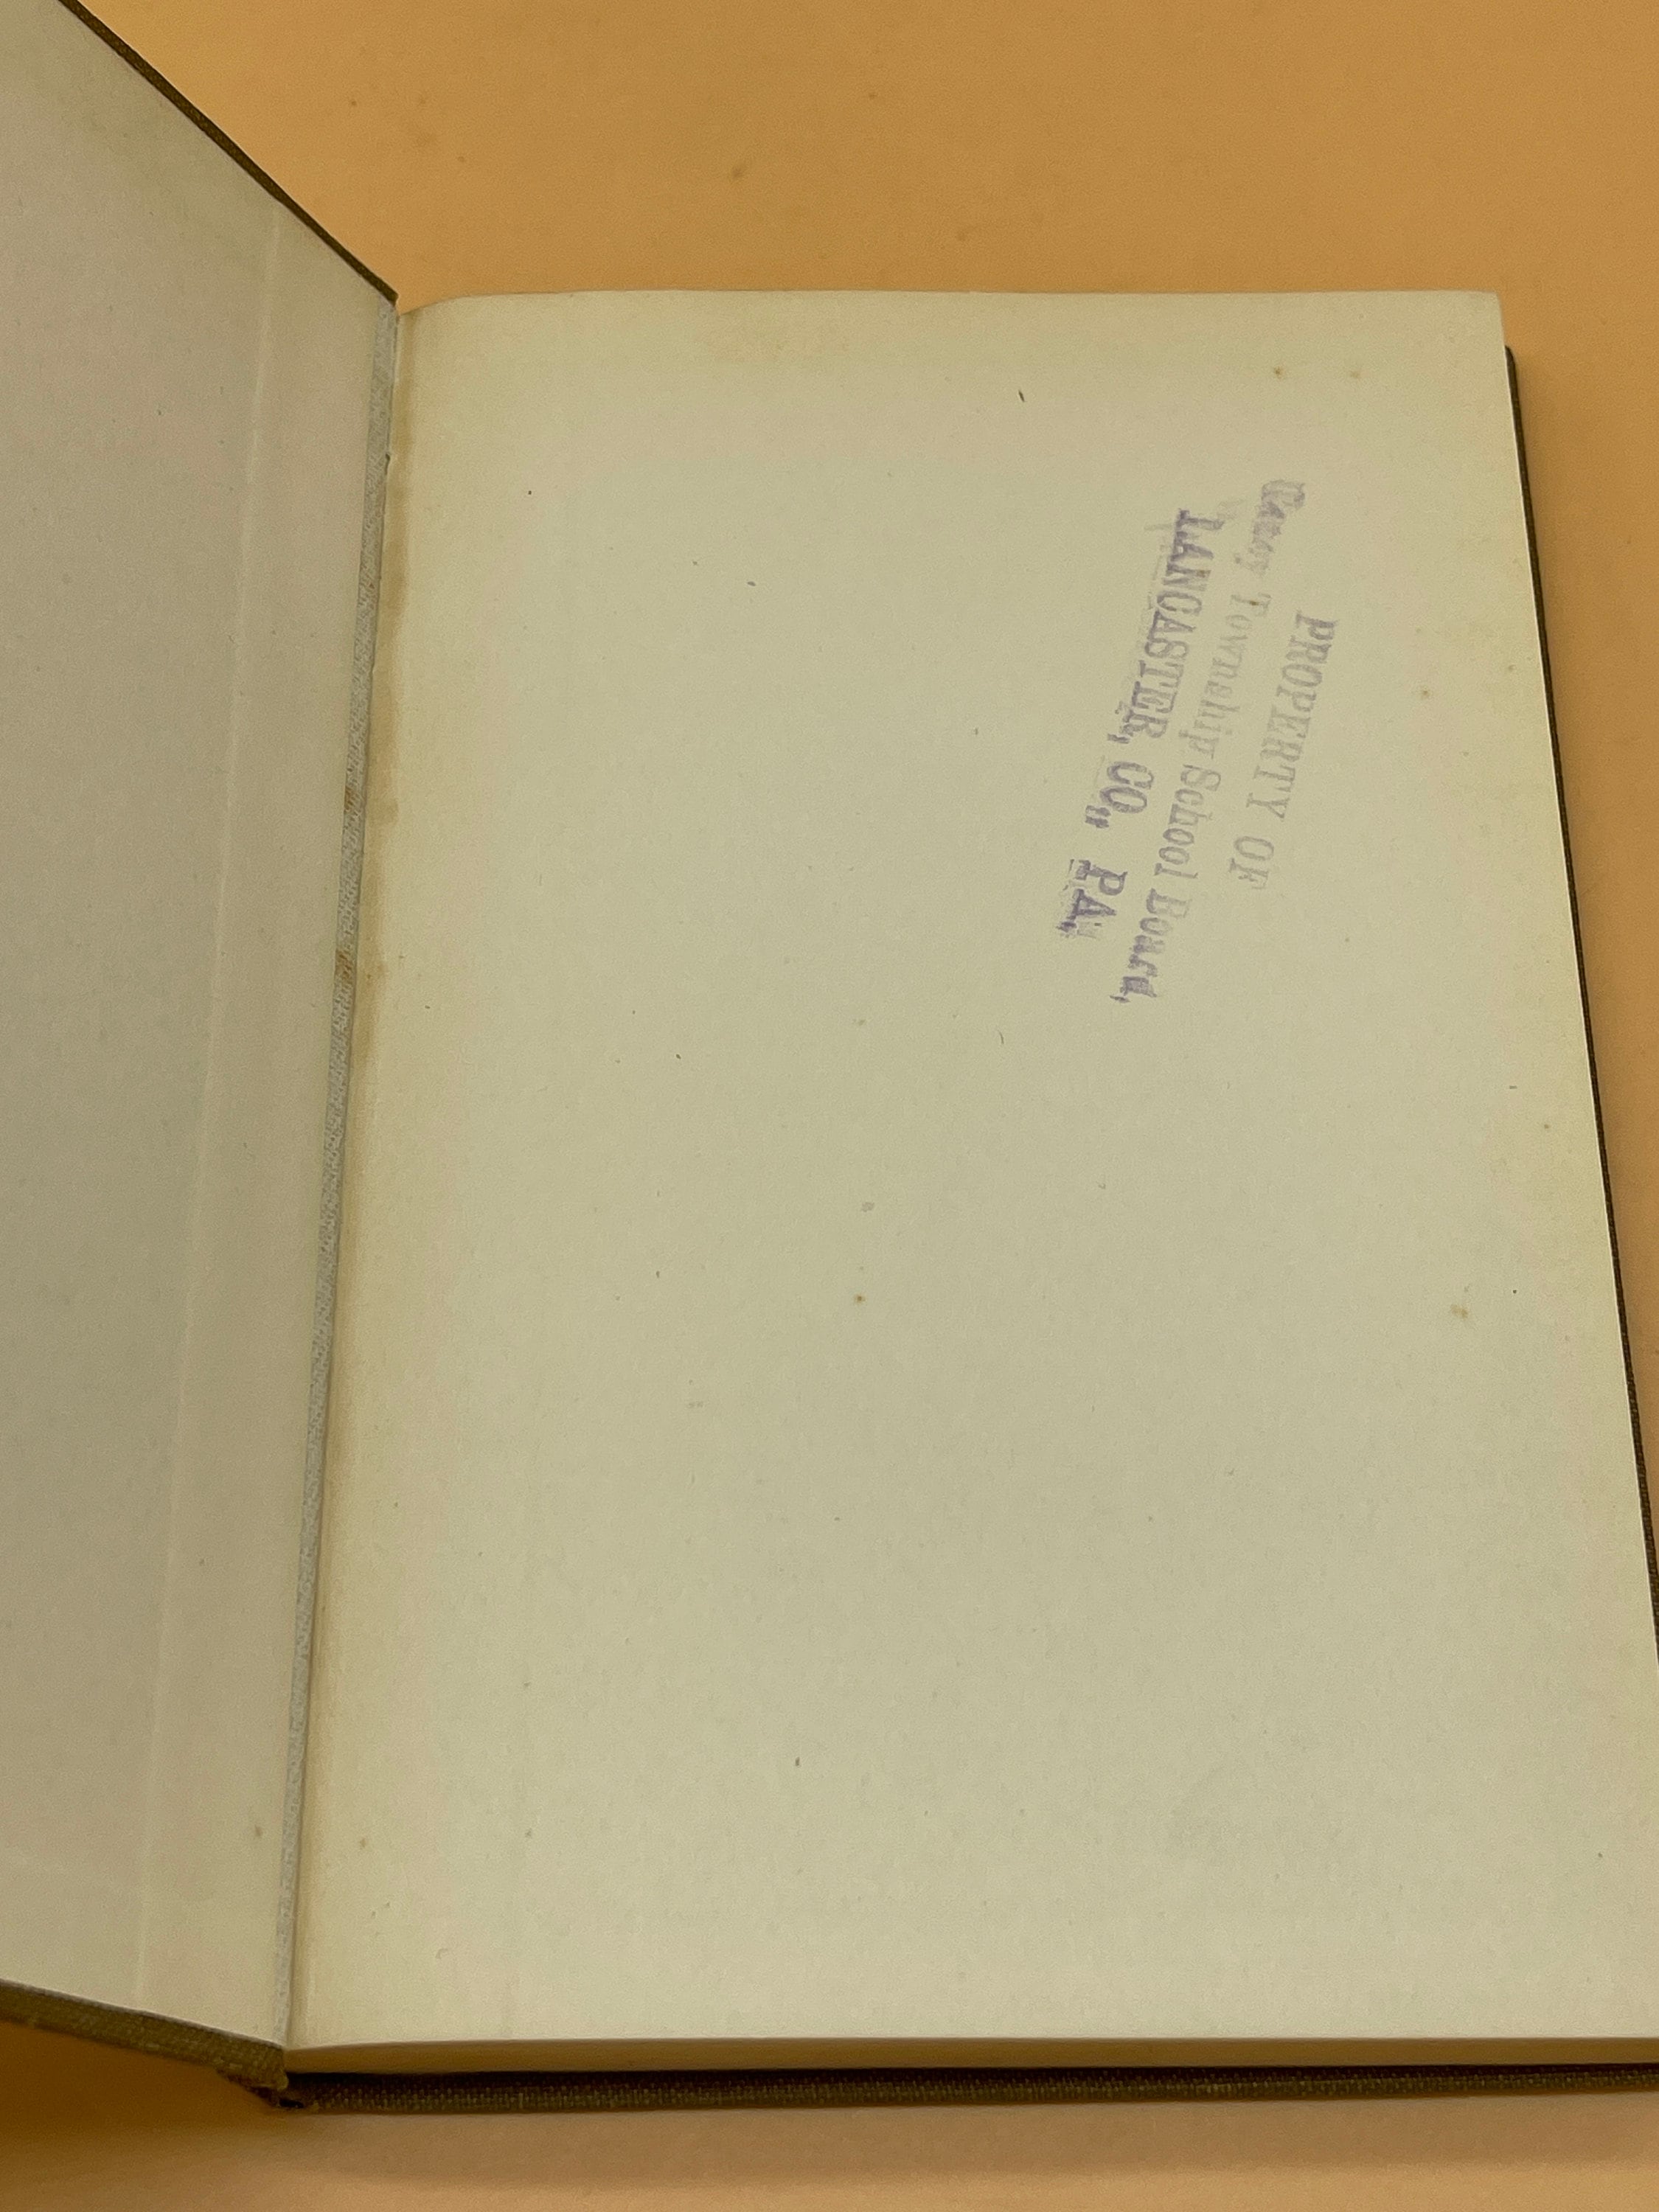 PROPERTY OF
Township School Board,
LANCASTER, CO., PA.